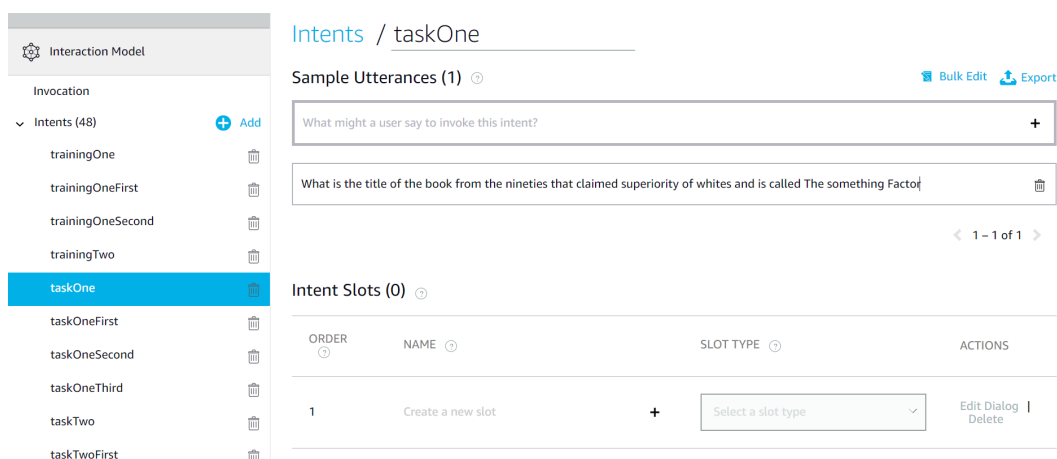 Intents / taskOne
Interaction Model
Sample Utterances (1) ?
Bulk Edit Export
Invocation
Intents (48) Add
What might a user say to invoke this intent? +
trainingOne
trainingOneFirst
What is the title of the book from the nineties that claimed superiority of whites and is called The something Factor
trainingOneSecond
1 – 1 of 1
trainingTwo
taskOne
Intent Slots (0) ?
taskOneFirst
ORDER ? NAME ? SLOT TYPE ? ACTIONS
taskOneSecond
taskOneThird
1 Create a new slot + Select a slot type Edit Dialog |
Delete
taskTwo
taskTwoFirst